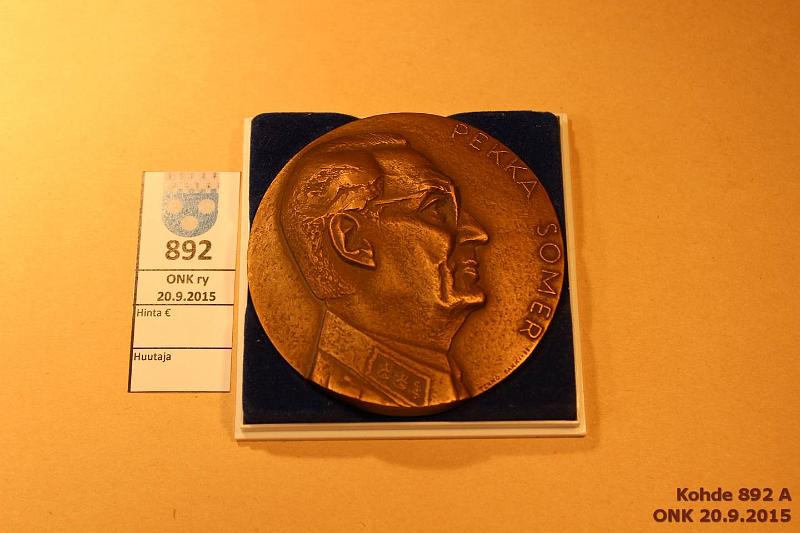 892
ONK ry
20.9.2015
Hinta €
Huutaja
PEKKA SOMER
Kohde 892 A
ONK 20.9.2015